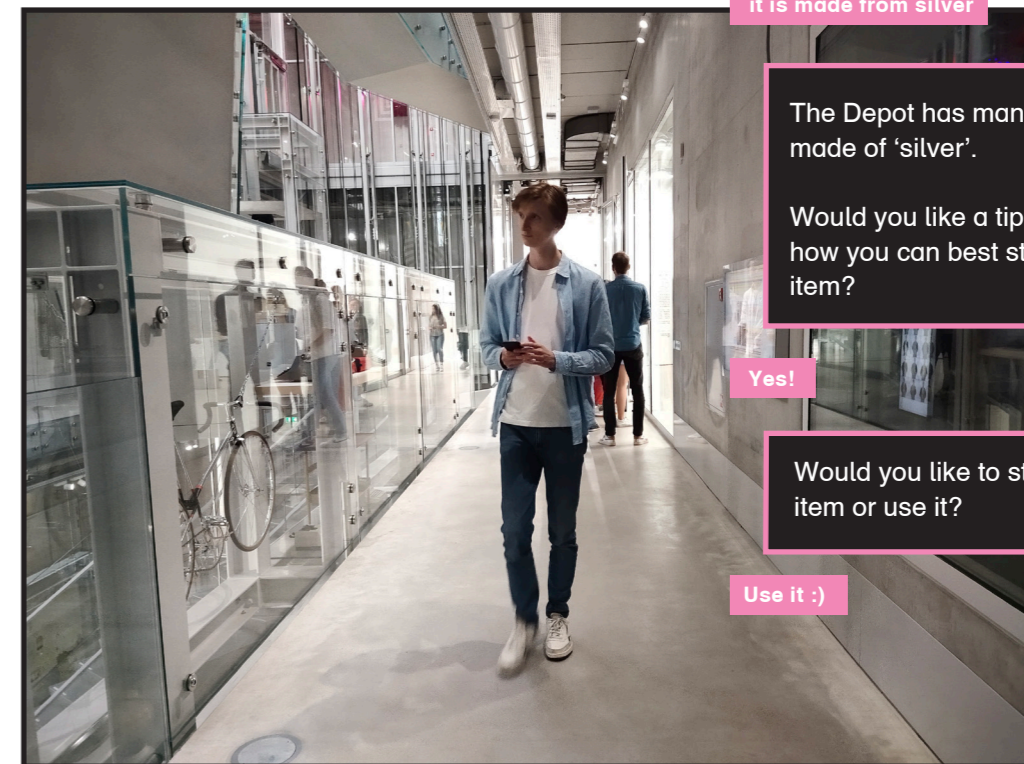 it is made from silver
The Depot has man
made of ‘silver’.
Would you like a tip
how you can best st
item?
Yes!
Would you like to st
item or use it?
Use it :)